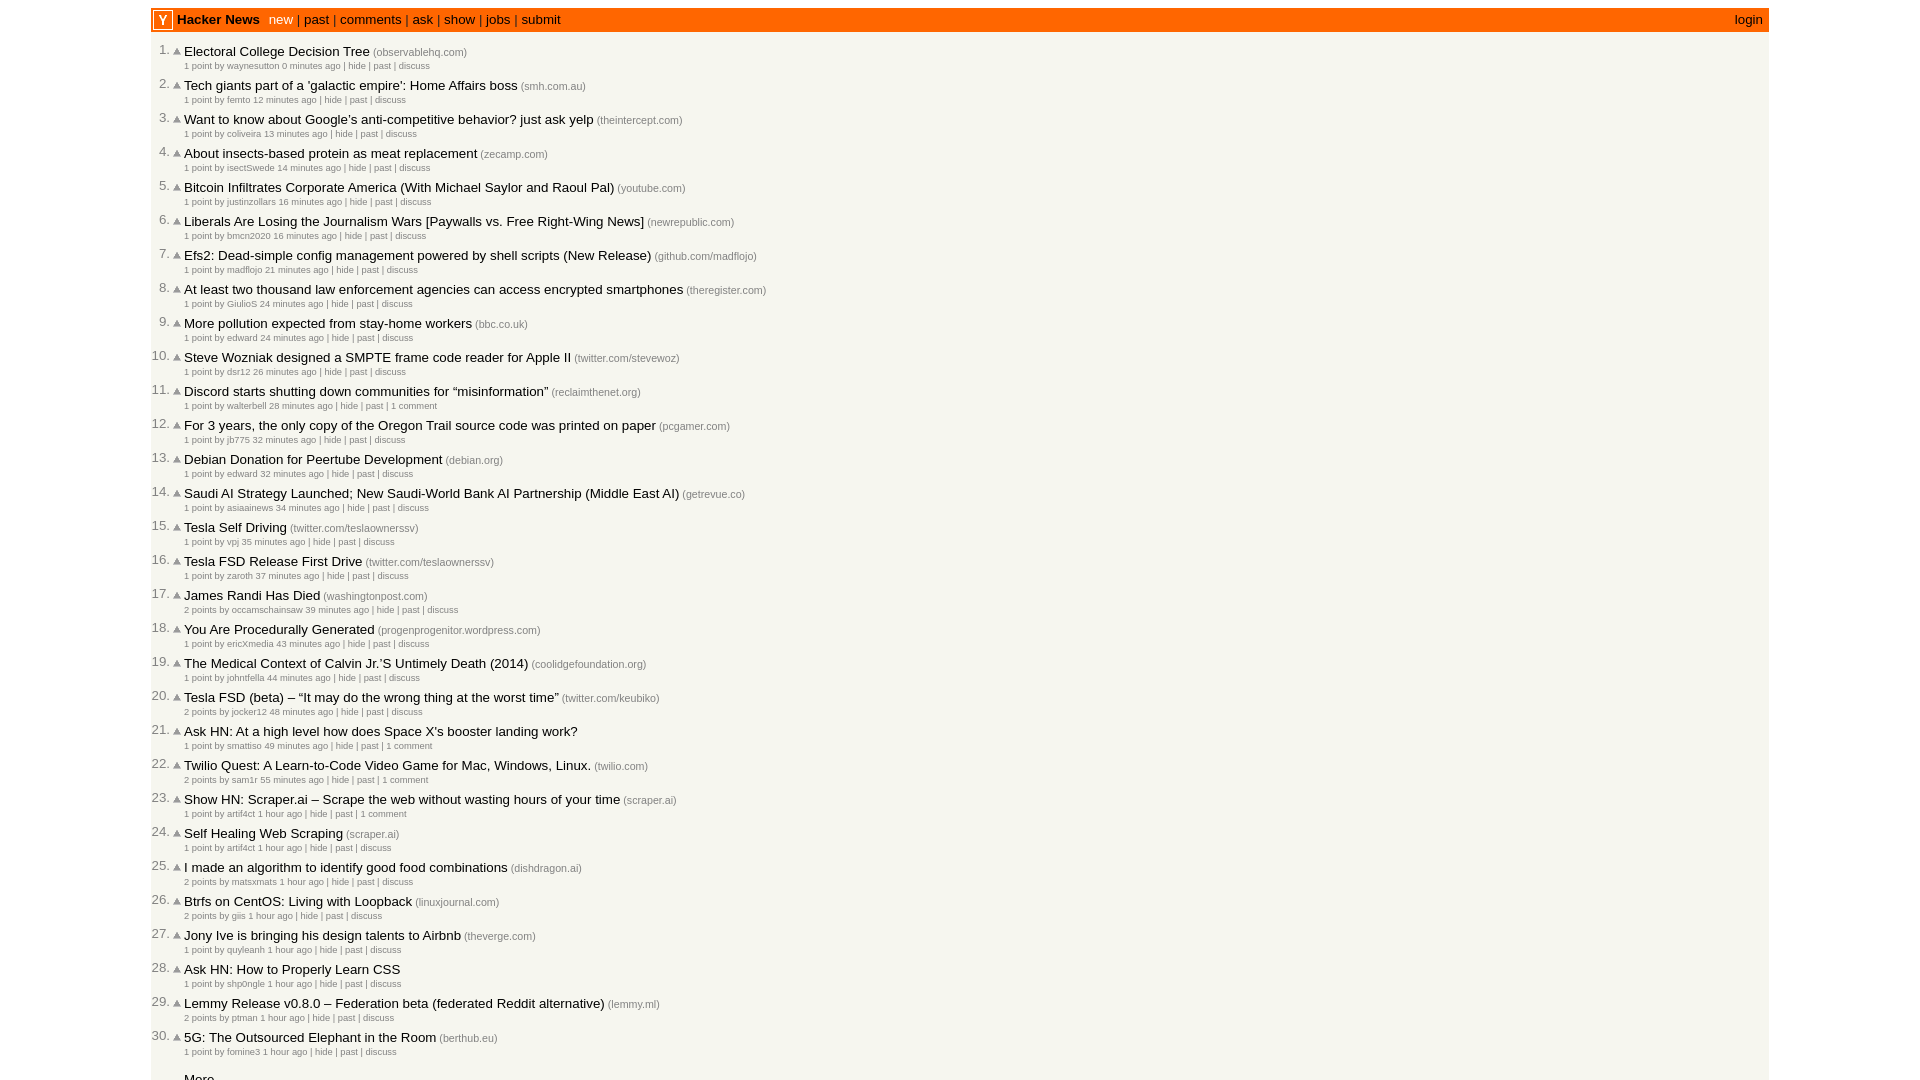 Y Hacker News new | past | comments | ask | show | jobs | submit login
1. Electoral College Decision Tree (observablehq.com)
1 point by waynesutton 0 minutes ago | hide | past | discuss
2. Tech giants part of a 'galactic empire': Home Affairs boss (smh.com.au)
1 point by femto 12 minutes ago | hide | past | discuss
3. Want to know about Google’s anti-competitive behavior? just ask yelp (theintercept.com)
1 point by coliveira 13 minutes ago | hide | past | discuss
4. About insects-based protein as meat replacement (zecamp.com)
1 point by isectSwede 14 minutes ago | hide | past | discuss
5. Bitcoin Infiltrates Corporate America (With Michael Saylor and Raoul Pal) (youtube.com)
1 point by justinzollars 16 minutes ago | hide | past | discuss
6. Liberals Are Losing the Journalism Wars [Paywalls vs. Free Right-Wing News] (newrepublic.com)
1 point by bmcn2020 16 minutes ago | hide | past | discuss
7. Efs2: Dead-simple config management powered by shell scripts (New Release) (github.com/madflojo)
1 point by madflojo 21 minutes ago | hide | past | discuss
8. At least two thousand law enforcement agencies can access encrypted smartphones (theregister.com)
1 point by GiulioS 24 minutes ago | hide | past | discuss
9. More pollution expected from stay-home workers (bbc.co.uk)
1 point by edward 24 minutes ago | hide | past | discuss
10. Steve Wozniak designed a SMPTE frame code reader for Apple II (twitter.com/stevewoz)
1 point by dsr12 26 minutes ago | hide | past | discuss
11. Discord starts shutting down communities for “misinformation” (reclaimthenet.org)
1 point by walterbell 28 minutes ago | hide | past | 1 comment
12. For 3 years, the only copy of the Oregon Trail source code was printed on paper (pcgamer.com)
1 point by jb775 32 minutes ago | hide | past | discuss
13. Debian Donation for Peertube Development (debian.org)
1 point by edward 32 minutes ago | hide | past | discuss
14. Saudi AI Strategy Launched; New Saudi-World Bank AI Partnership (Middle East AI) (getrevue.co)
1 point by asiaainews 34 minutes ago | hide | past | discuss
15. Tesla Self Driving (twitter.com/teslaownerssv)
1 point by vpj 35 minutes ago | hide | past | discuss
16. Tesla FSD Release First Drive (twitter.com/teslaownerssv)
1 point by zaroth 37 minutes ago | hide | past | discuss
17. James Randi Has Died (washingtonpost.com)
2 points by occamschainsaw 39 minutes ago | hide | past | discuss
18. You Are Procedurally Generated (progenprogenitor.wordpress.com)
1 point by ericXmedia 43 minutes ago | hide | past | discuss
19. The Medical Context of Calvin Jr.’S Untimely Death (2014) (coolidgefoundation.org)
1 point by johntfella 44 minutes ago | hide | past | discuss
20. Tesla FSD (beta) – “It may do the wrong thing at the worst time” (twitter.com/keubiko)
2 points by jocker12 48 minutes ago | hide | past | discuss
21. Ask HN: At a high level how does Space X's booster landing work?
1 point by smattiso 49 minutes ago | hide | past | 1 comment
22. Twilio Quest: A Learn-to-Code Video Game for Mac, Windows, Linux. (twilio.com)
2 points by sam1r 55 minutes ago | hide | past | 1 comment
23. Show HN: Scraper.ai – Scrape the web without wasting hours of your time (scraper.ai)
1 point by artif4ct 1 hour ago | hide | past | 1 comment
24. Self Healing Web Scraping (scraper.ai)
1 point by artif4ct 1 hour ago | hide | past | discuss
25. I made an algorithm to identify good food combinations (dishdragon.ai)
2 points by matsxmats 1 hour ago | hide | past | discuss
26. Btrfs on CentOS: Living with Loopback (linuxjournal.com)
2 points by giis 1 hour ago | hide | past | discuss
27. Jony Ive is bringing his design talents to Airbnb (theverge.com)
1 point by quyleanh 1 hour ago | hide | past | discuss
28. Ask HN: How to Properly Learn CSS
1 point by shp0ngle 1 hour ago | hide | past | discuss
29. Lemmy Release v0.8.0 – Federation beta (federated Reddit alternative) (lemmy.ml)
2 points by ptman 1 hour ago | hide | past | discuss
30. 5G: The Outsourced Elephant in the Room (berthub.eu)
1 point by fomine3 1 hour ago | hide | past | discuss
More